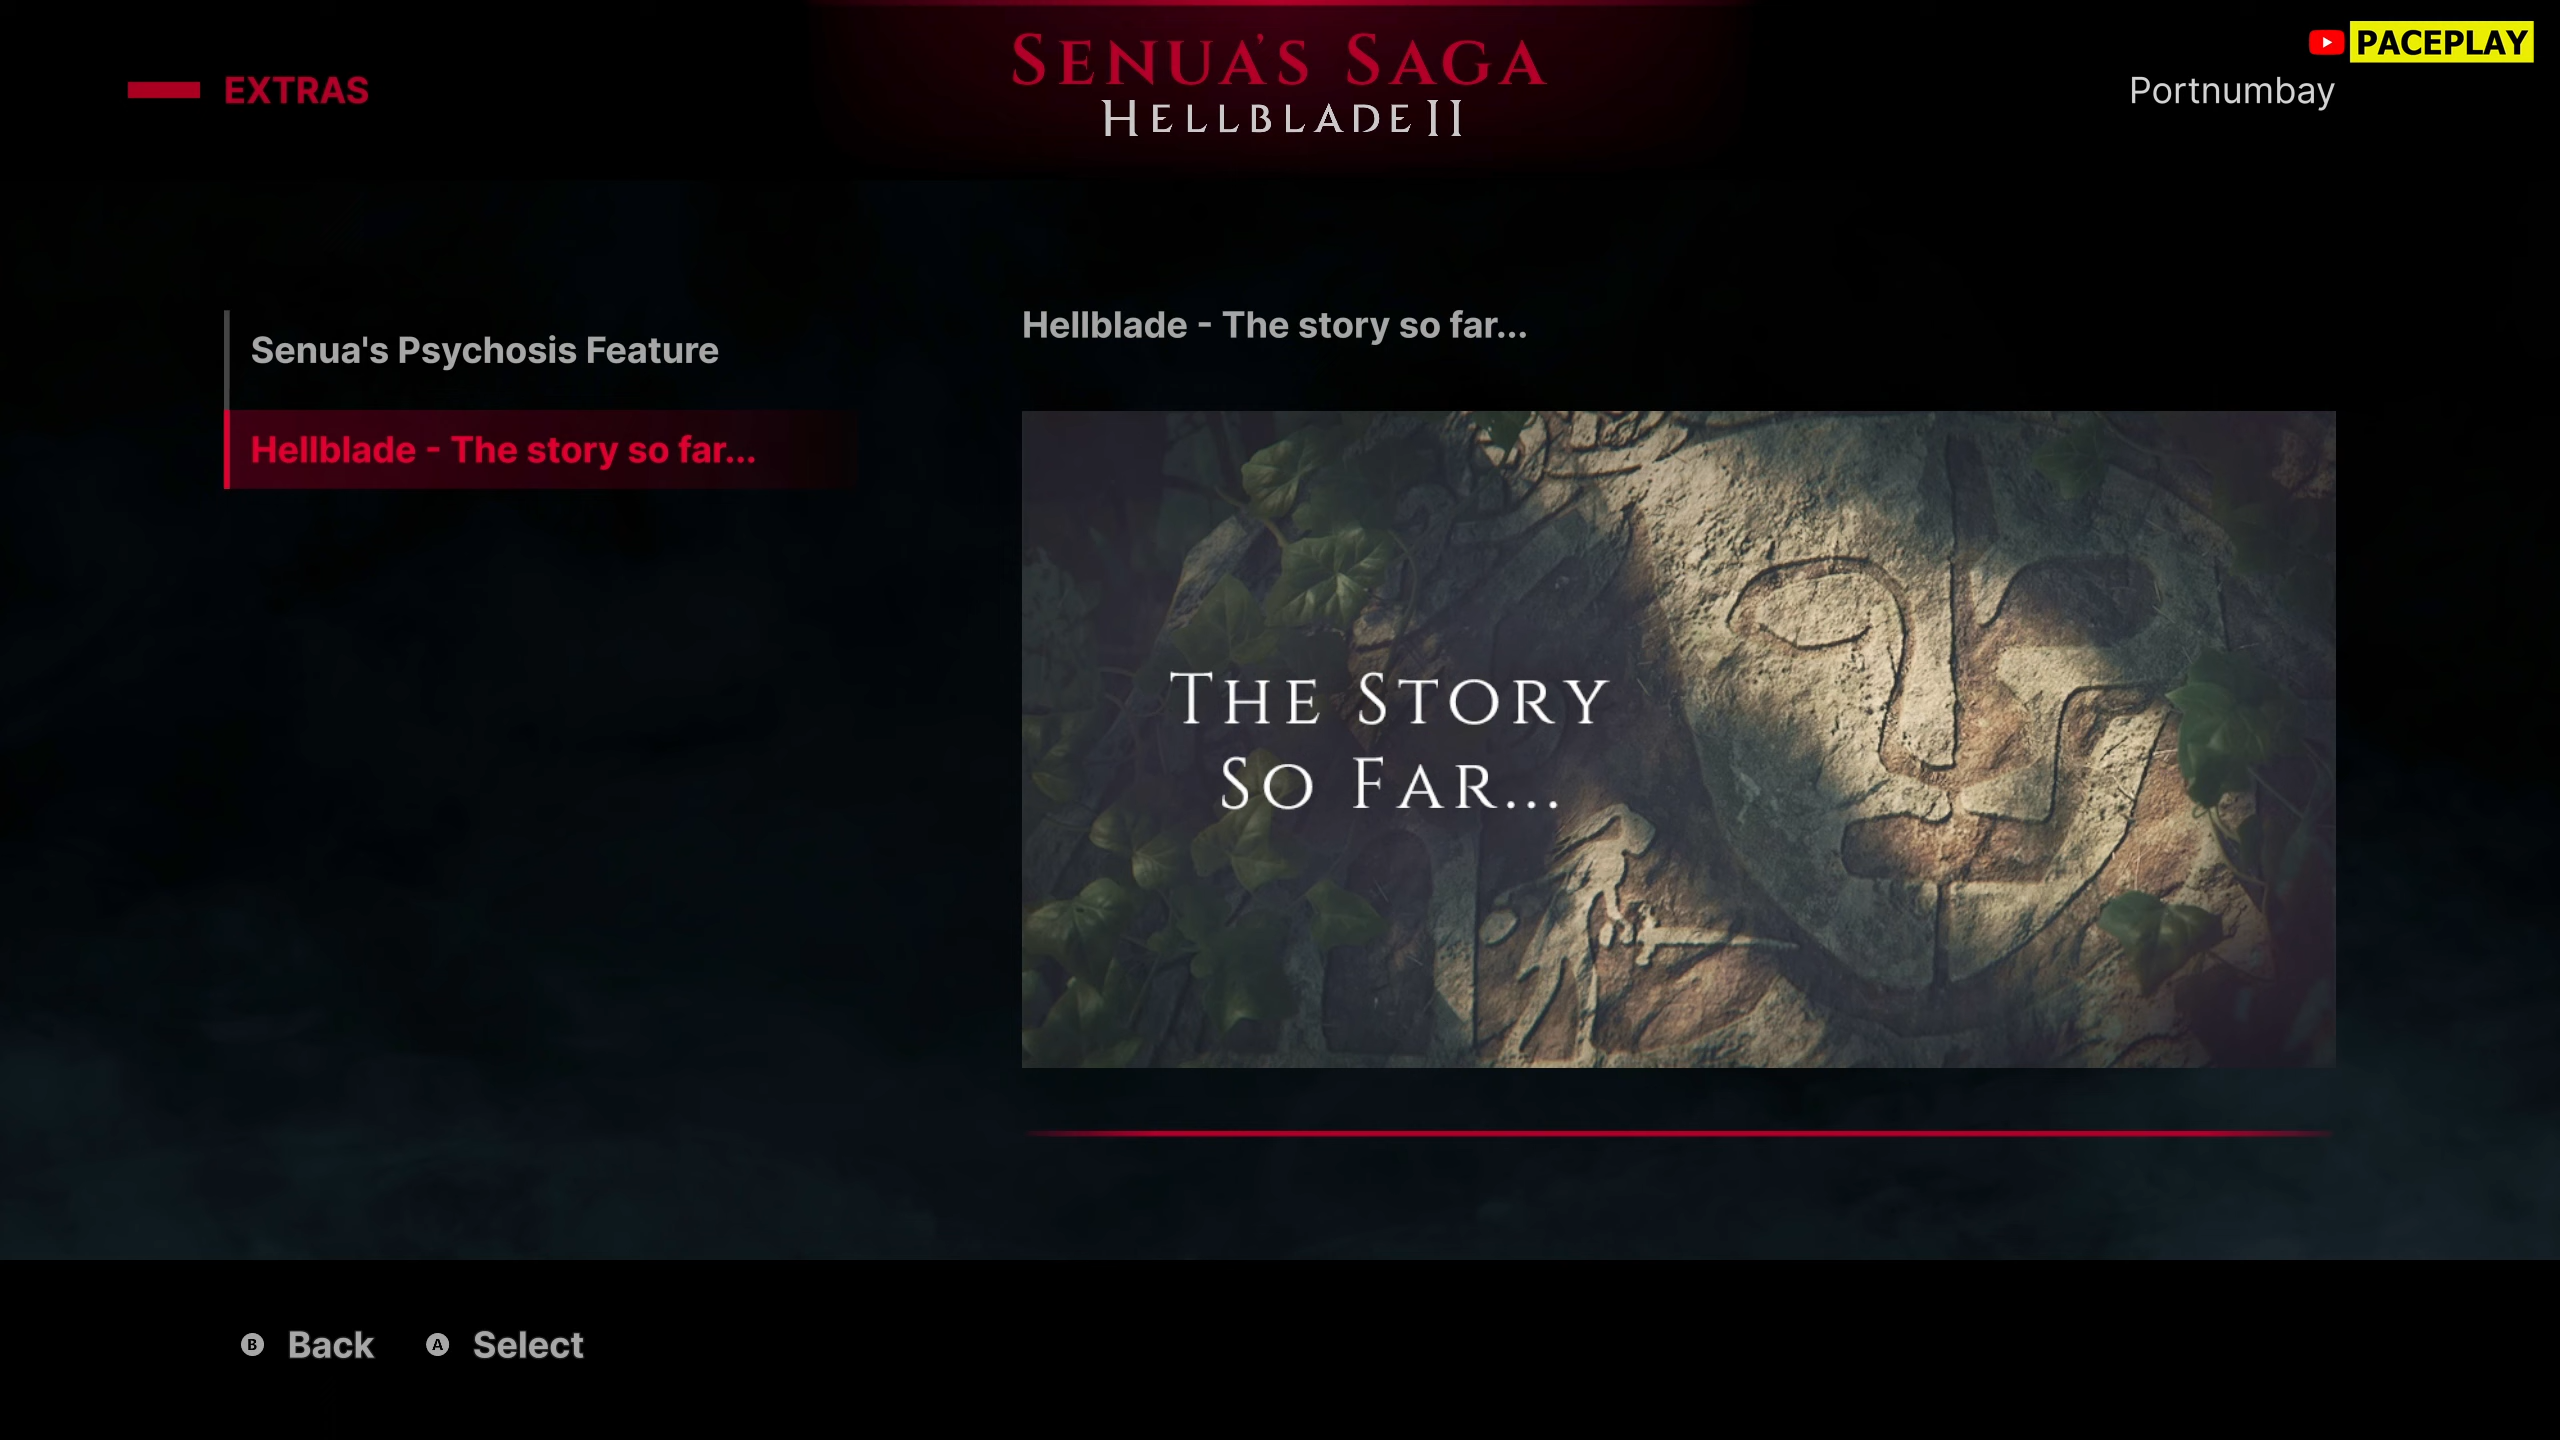 PACEPLAY
EXTRAS
SENUA'S SAGA
HELLBLADE II
Portnumbay
Senua's Psychosis Feature
Hellblade - The story so far...
Hellblade - The story so far...
THE STORY
SO FAR...
B Back A Select